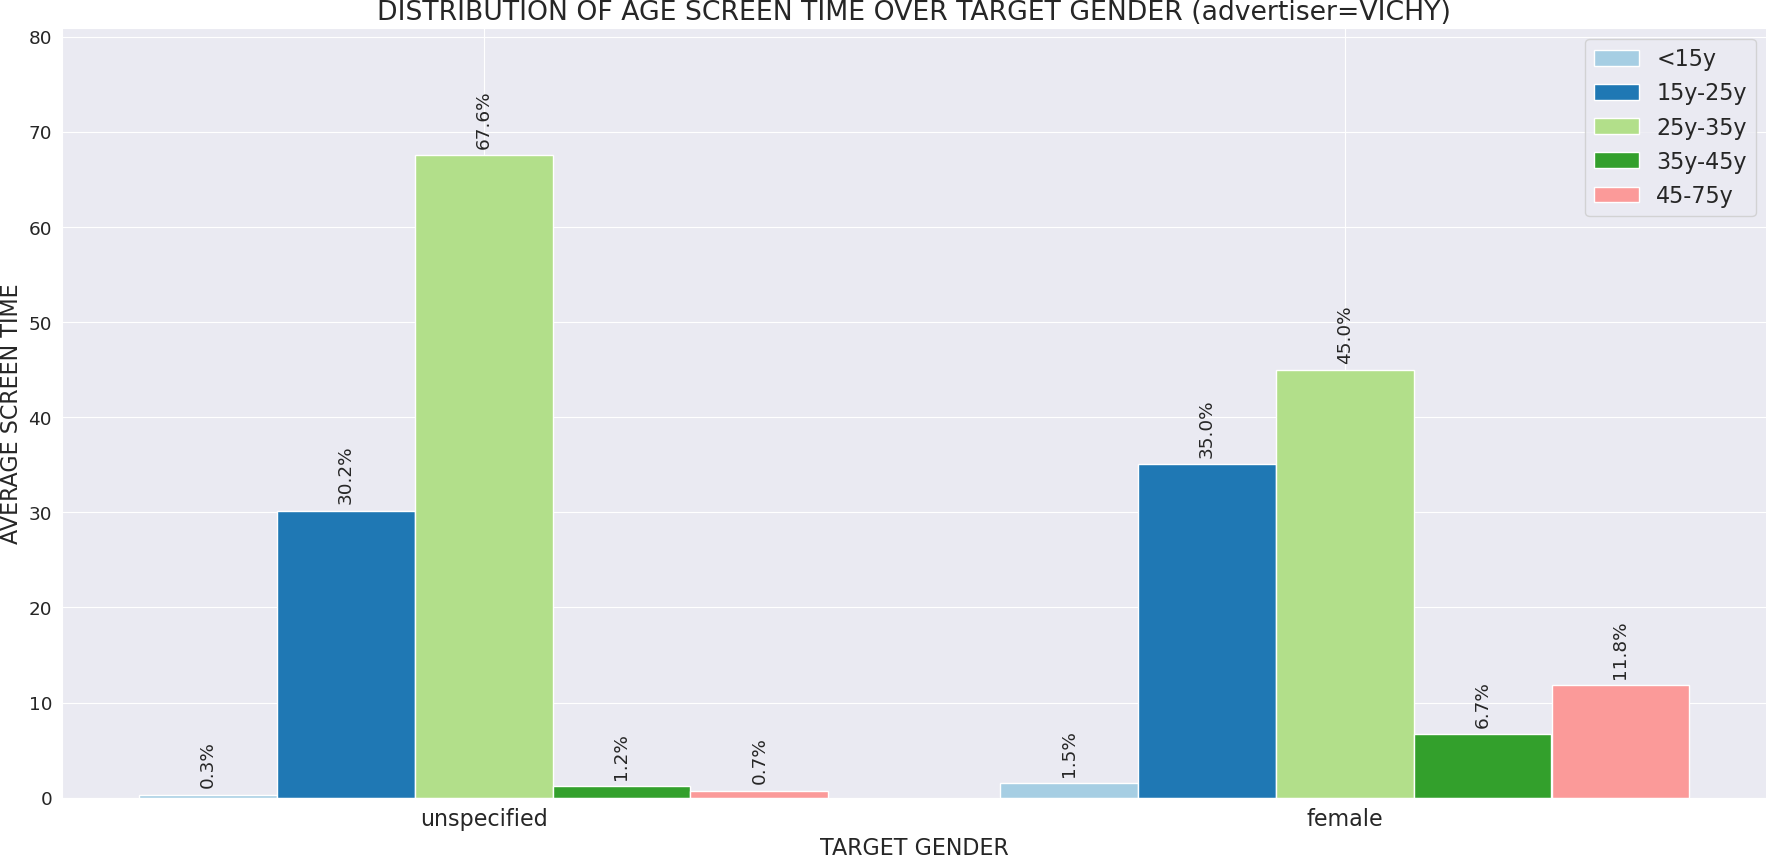 DISTRIBUTION OF AGE SCREEN TIME OVER TARGET GENDER (advertiser=VICHY)
<15y
15y-25y
25y-35y
35y-45y
45-75y
AVERAGE SCREEN TIME
80
70
60
50
40
30
20
10
0
0.3%
30.2%
67.6%
1.2%
0.7%
1.5%
35.0%
45.0%
6.7%
11.8%
unspecified
female
TARGET GENDER